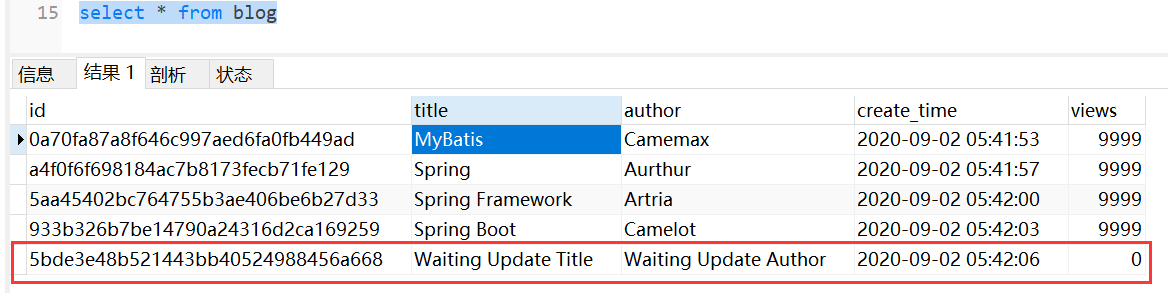 15 select * from blog
信息 结果 1 剖析 状态
id title author create_time views
0a70fa87a8f646c997aed6fa0fb449ad MyBatis Camemax 2020-09-02 05:41:53 9999
a4f0f6f698184ac7b8173fecb71fe129 Spring Aurthur 2020-09-02 05:41:57 9999
5aa45402bc764755b3ae406be6b27d33 Spring Framework Artria 2020-09-02 05:42:00 9999
933b326b7be14790a24316d2ca169259 Spring Boot Camelot 2020-09-02 05:42:03 9999
5bde3e48b521443bb40524988456a668 Waiting Update Title Waiting Update Author 2020-09-02 05:42:06 0